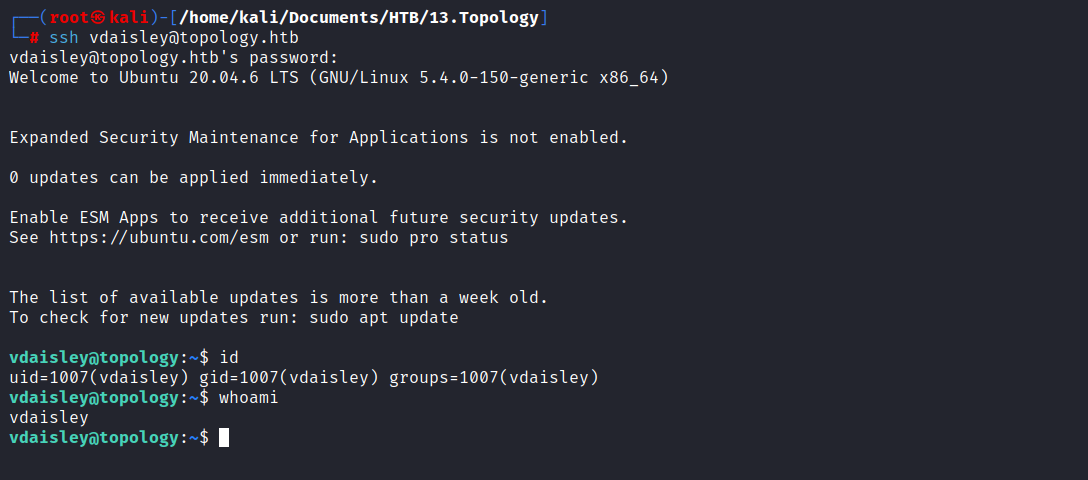 ┌──(root㉿kali)-[/home/kali/Documents/HTB/13.Topology]
└─# ssh vdaisley@topology.htb
vdaisley@topology.htb's password:
Welcome to Ubuntu 20.04.6 LTS (GNU/Linux 5.4.0-150-generic x86_64)
Expanded Security Maintenance for Applications is not enabled.
0 updates can be applied immediately.
Enable ESM Apps to receive additional future security updates.
See https://ubuntu.com/esm or run: sudo pro status
The list of available updates is more than a week old.
To check for new updates run: sudo apt update
vdaisley@topology:~$ id
uid=1007(vdaisley) gid=1007(vdaisley) groups=1007(vdaisley)
vdaisley@topology:~$ whoami
vdaisley
vdaisley@topology:~$